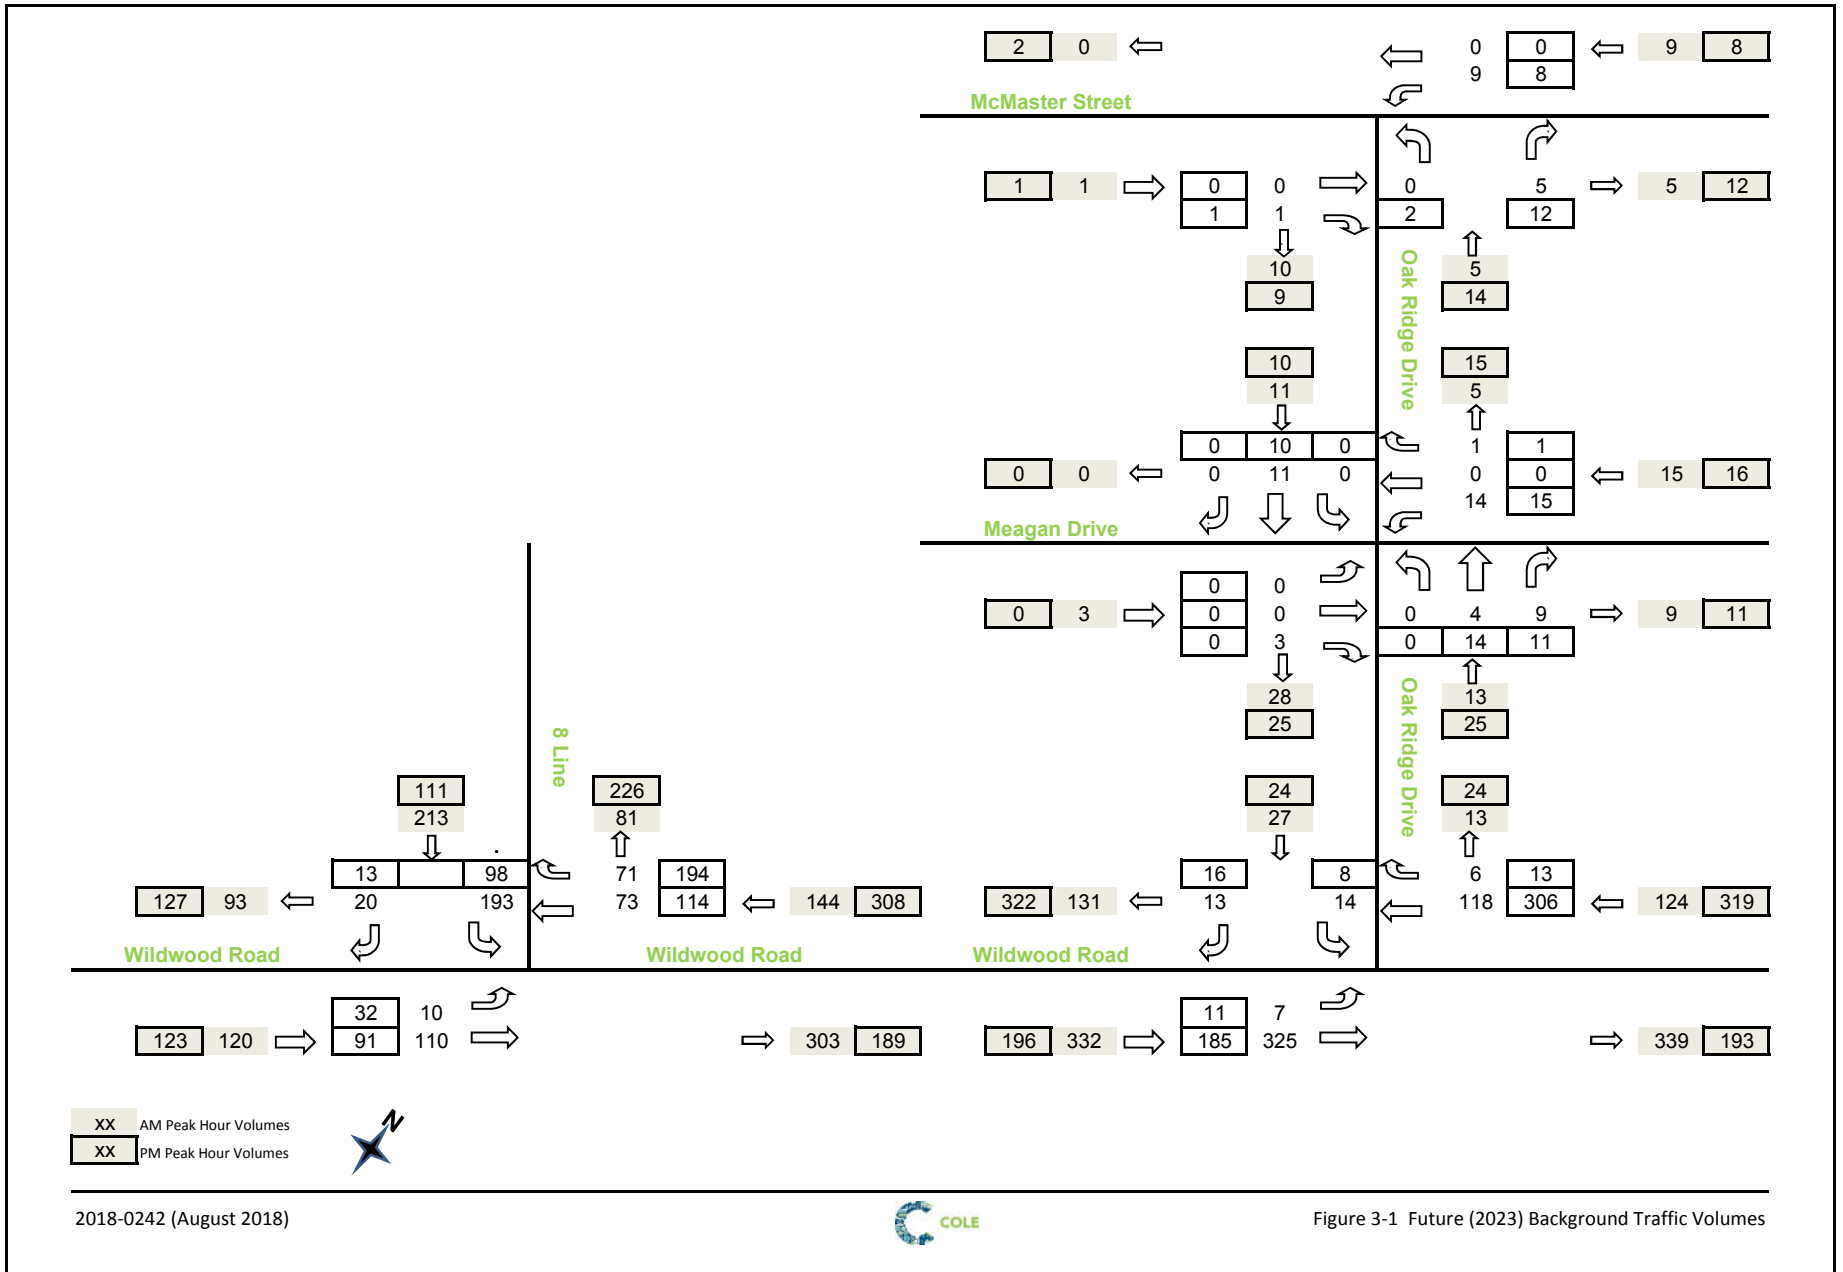 2 0 0 0 9 8
9 8
McMaster Street
1 1 0 0 0 5 5 12
1 1 2 12
10 5
9 14
Oak Ridge Drive
10 15
11 5
0 10 0 1 1
0 0 0 11 0 0 0 15 16
14 15
Meagan Drive
0 0
0 3 0 0 0 4 9 9 11
0 3 0 14 11
28 13
25 25
Oak Ridge Drive
8 Line
111 226 24 24
213 81 27 13
.
13 98 71 194 16 8 6 13
127 93 20 193 73 114 144 308 322 131 13 14 118 306 124 319
Wildwood Road Wildwood Road Wildwood Road
32 10 11 7
123 120 91 110 303 189 196 332 185 325 339 193
XX AM Peak Hour Volumes
XX PM Peak Hour Volumes
N
2018-0242 (August 2018) COLE Figure 3-1 Future (2023) Background Traffic Volumes